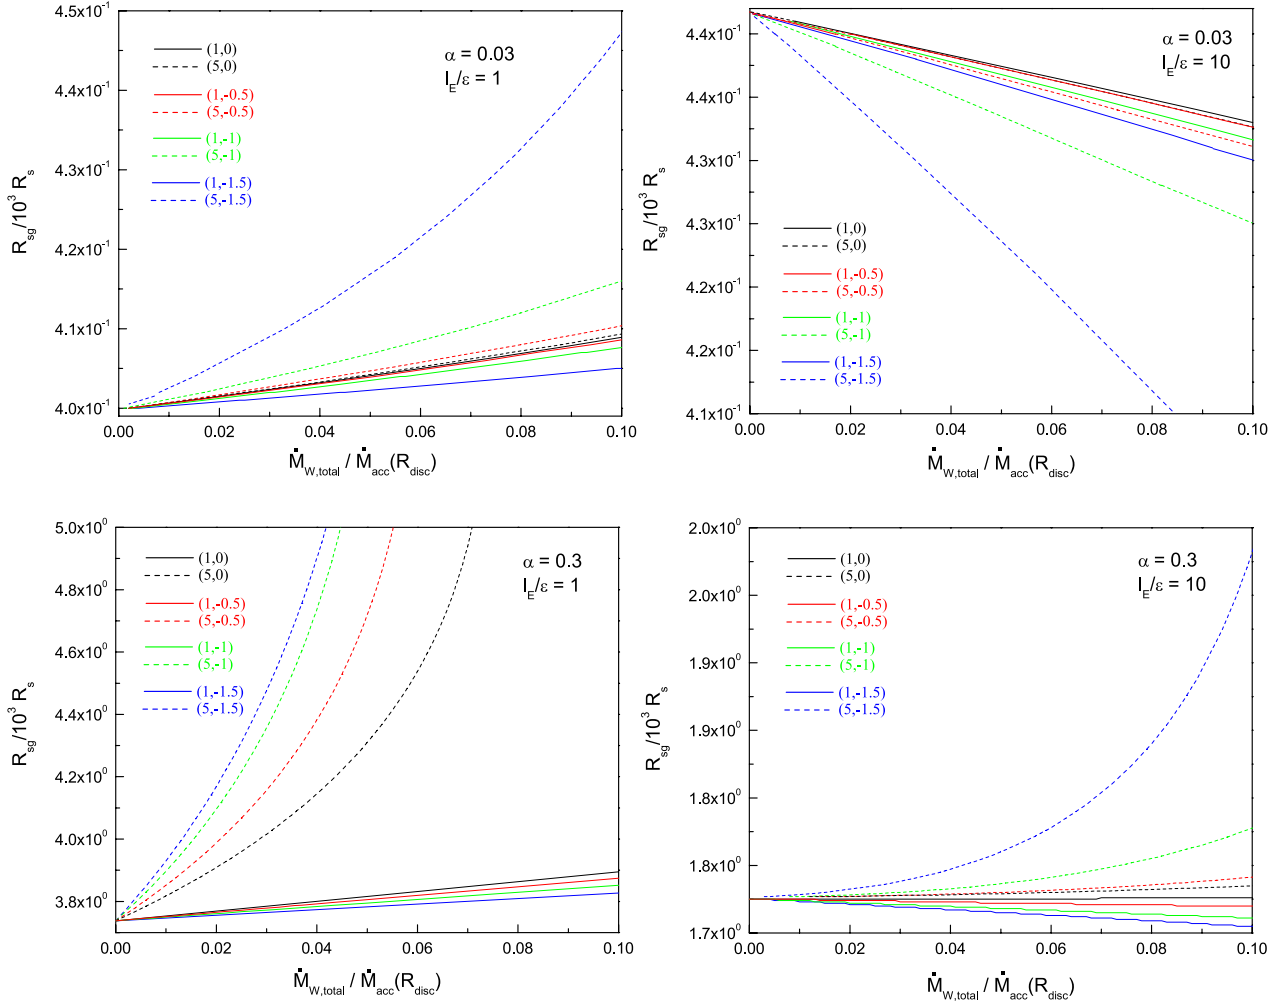 4.5x10⁻¹
4.4x10⁻¹
4.3x10⁻¹
4.2x10⁻¹
4.1x10⁻¹
4.0x10⁻¹
R_sg/10³ R_s
(1,0)
(5,0)
(1,-0.5)
(5,-0.5)
(1,-1)
(5,-1)
(1,-1.5)
(5,-1.5)
α = 0.03
l_E/ε = 1
0.00 0.02 0.04 0.06 0.08 0.10
Ṁ_W,total / Ṁ_acc(R_disc)
4.4x10⁻¹
4.4x10⁻¹
4.3x10⁻¹
4.3x10⁻¹
4.2x10⁻¹
4.2x10⁻¹
4.1x10⁻¹
R_sg/10³ R_s
α = 0.03
l_E/ε = 10
(1,0)
(5,0)
(1,-0.5)
(5,-0.5)
(1,-1)
(5,-1)
(1,-1.5)
(5,-1.5)
0.00 0.02 0.04 0.06 0.08 0.10
Ṁ_W,total / Ṁ_acc(R_disc)
5.0x10⁰
4.8x10⁰
4.6x10⁰
4.4x10⁰
4.2x10⁰
4.0x10⁰
3.8x10⁰
R_sg/10³ R_s
(1,0)
(5,0)
(1,-0.5)
(5,-0.5)
(1,-1)
(5,-1)
(1,-1.5)
(5,-1.5)
α = 0.3
l_E/ε = 1
0.00 0.02 0.04 0.06 0.08 0.10
Ṁ_W,total / Ṁ_acc(R_disc)
2.0x10⁰
2.0x10⁰
1.9x10⁰
1.9x10⁰
1.8x10⁰
1.8x10⁰
1.7x10⁰
R_sg/10³ R_s
(1,0)
(5,0)
(1,-0.5)
(5,-0.5)
(1,-1)
(5,-1)
(1,-1.5)
(5,-1.5)
α = 0.3
l_E/ε = 10
0.00 0.02 0.04 0.06 0.08 0.10
Ṁ_W,total / Ṁ_acc(R_disc)